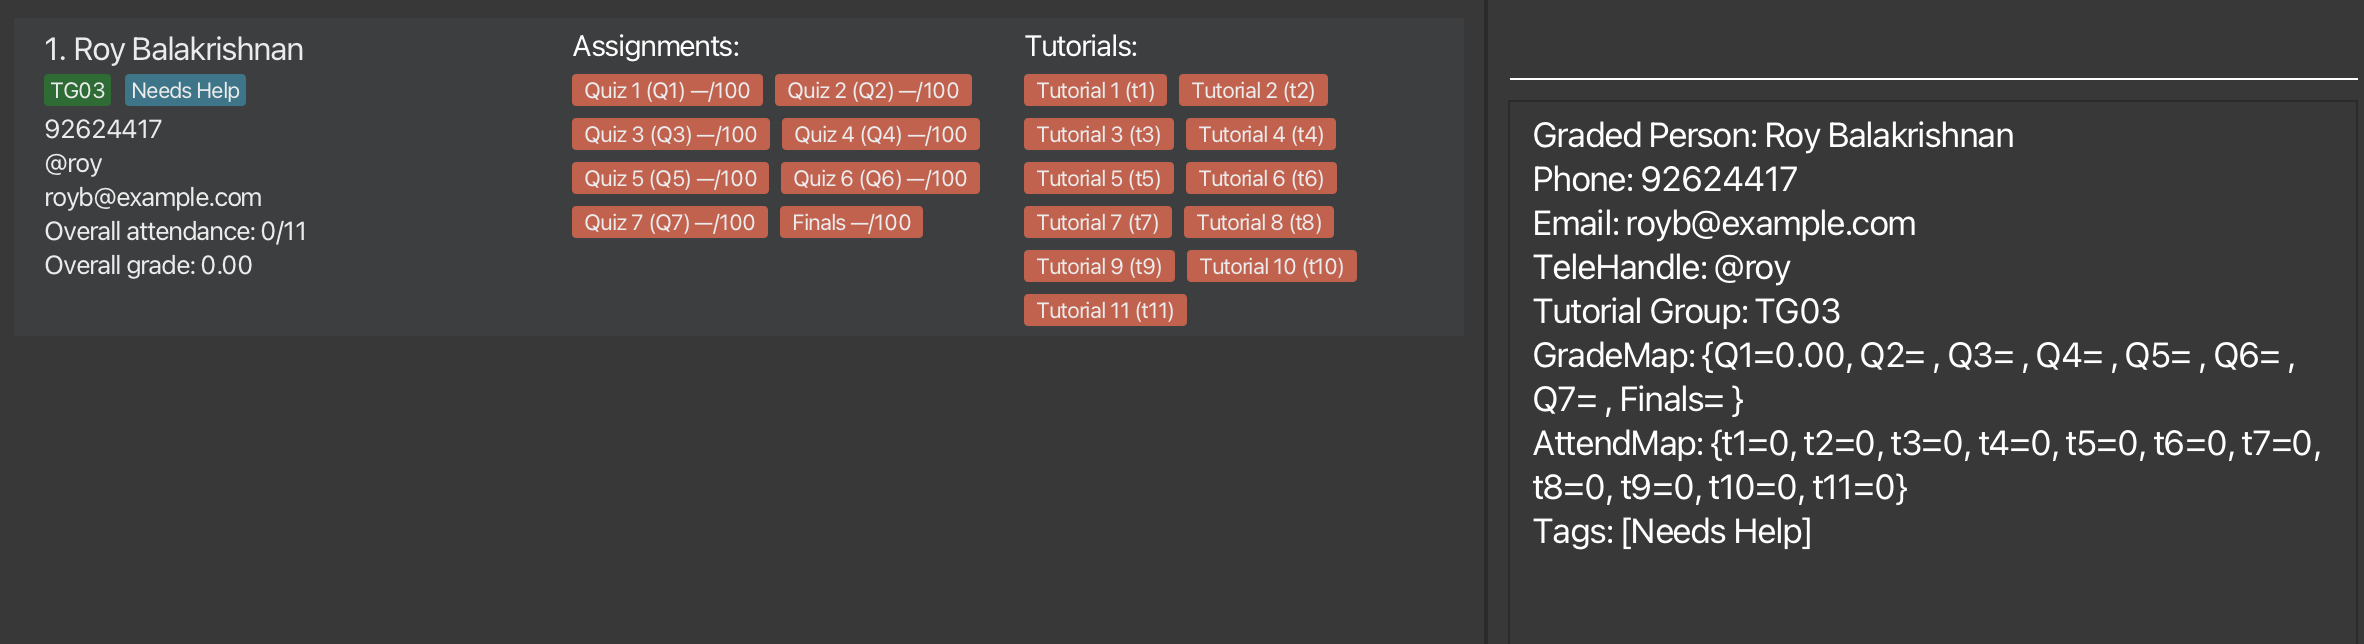 1. Roy Balakrishnan
TG03 Needs Help
92624417
@roy
royb@example.com
Overall attendance: 0/11
Overall grade: 0.00
Assignments:
Quiz 1 (Q1) —/100 Quiz 2 (Q2) —/100
Quiz 3 (Q3) —/100 Quiz 4 (Q4) —/100
Quiz 5 (Q5) —/100 Quiz 6 (Q6) —/100
Quiz 7 (Q7) —/100 Finals —/100
Tutorials:
Tutorial 1 (t1) Tutorial 2 (t2)
Tutorial 3 (t3) Tutorial 4 (t4)
Tutorial 5 (t5) Tutorial 6 (t6)
Tutorial 7 (t7) Tutorial 8 (t8)
Tutorial 9 (t9) Tutorial 10 (t10)
Tutorial 11 (t11)
Graded Person: Roy Balakrishnan
Phone: 92624417
Email: royb@example.com
TeleHandle: @roy
Tutorial Group: TG03
GradeMap: {Q1=0.00, Q2= , Q3= , Q4= , Q5= , Q6= ,
Q7= , Finals= }
AttendMap: {t1=0, t2=0, t3=0, t4=0, t5=0, t6=0, t7=0,
t8=0, t9=0, t10=0, t11=0}
Tags: [Needs Help]